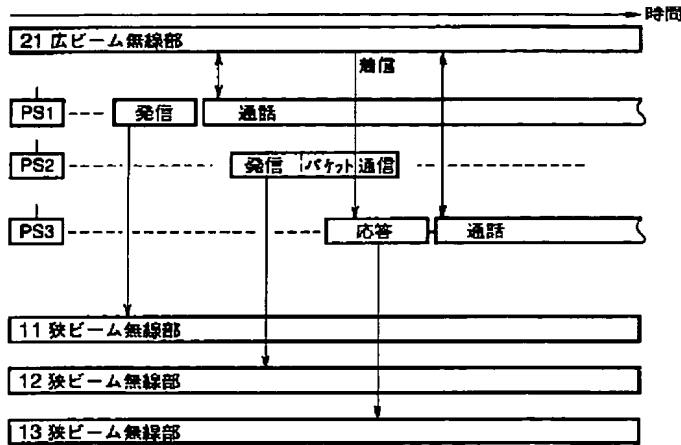 時間
21 広ビーム無線部
着信
PS1 発信 通話
PS2 発信 パケット通信
PS3 応答 通話
11 狭ビーム無線部
12 狭ビーム無線部
13 狭ビーム無線部